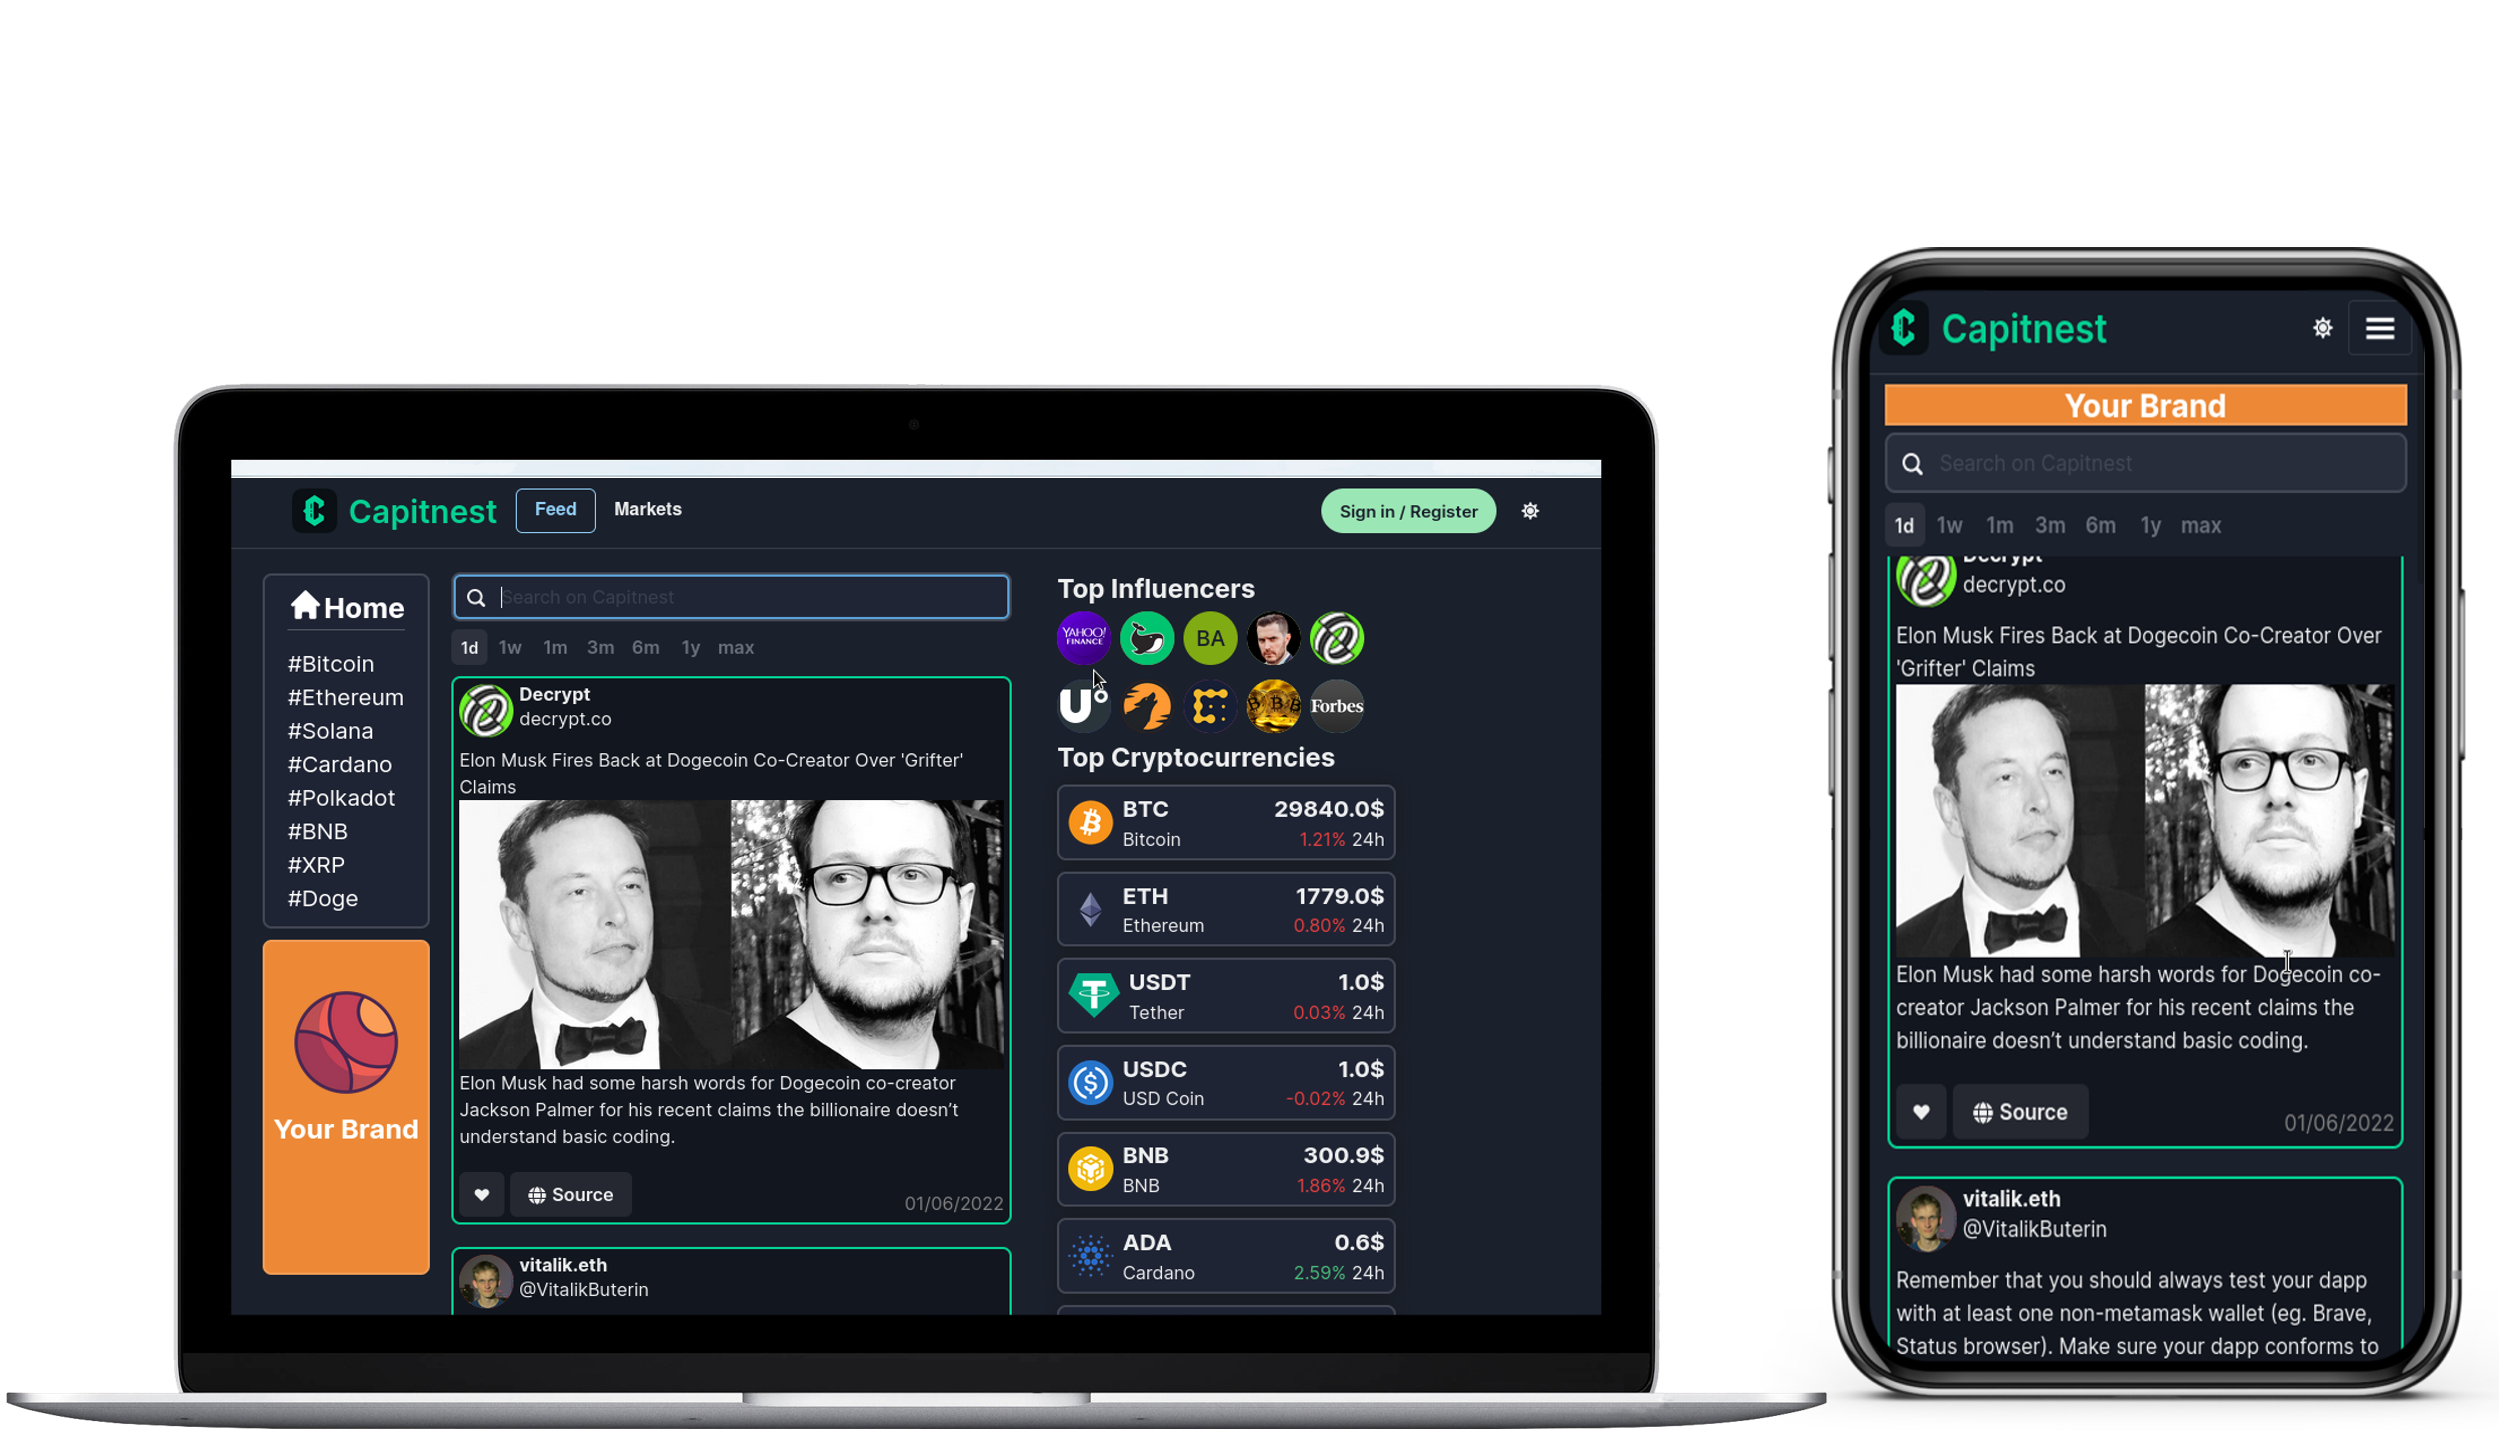 Capitnest
Feed
Markets
Sign in / Register
Home
#Bitcoin
#Ethereum
#Solana
#Cardano
#Polkadot
#BNB
#XRP
#Doge
Your Brand
Search on Capitnest
1d 1w 1m 3m 6m 1y max
Decrypt
decrypt.co
Elon Musk Fires Back at Dogecoin Co-Creator Over 'Grifter'
Claims
Elon Musk had some harsh words for Dogecoin co-creator
Jackson Palmer for his recent claims the billionaire doesn’t
understand basic coding.
Source
01/06/2022
vitalik.eth
@VitalikButerin
Top Influencers
YAHOO!
FINANCE
BA
U
Forbes
Top Cryptocurrencies
BTC 29840.0$
Bitcoin 1.21% 24h
ETH 1779.0$
Ethereum 0.80% 24h
USDT 1.0$
Tether 0.03% 24h
USDC 1.0$
USD Coin -0.02% 24h
BNB 300.9$
BNB 1.86% 24h
ADA 0.6$
Cardano 2.59% 24h
Capitnest
Your Brand
Search on Capitnest
1d 1w 1m 3m 6m 1y max
Decrypt
decrypt.co
Elon Musk Fires Back at Dogecoin Co-Creator Over
'Grifter' Claims
Elon Musk had some harsh words for Dogecoin co-
creator Jackson Palmer for his recent claims the
billionaire doesn’t understand basic coding.
Source
01/06/2022
vitalik.eth
@VitalikButerin
Remember that you should always test your dapp
with at least one non-metamask wallet (eg. Brave,
Status browser). Make sure your dapp conforms to